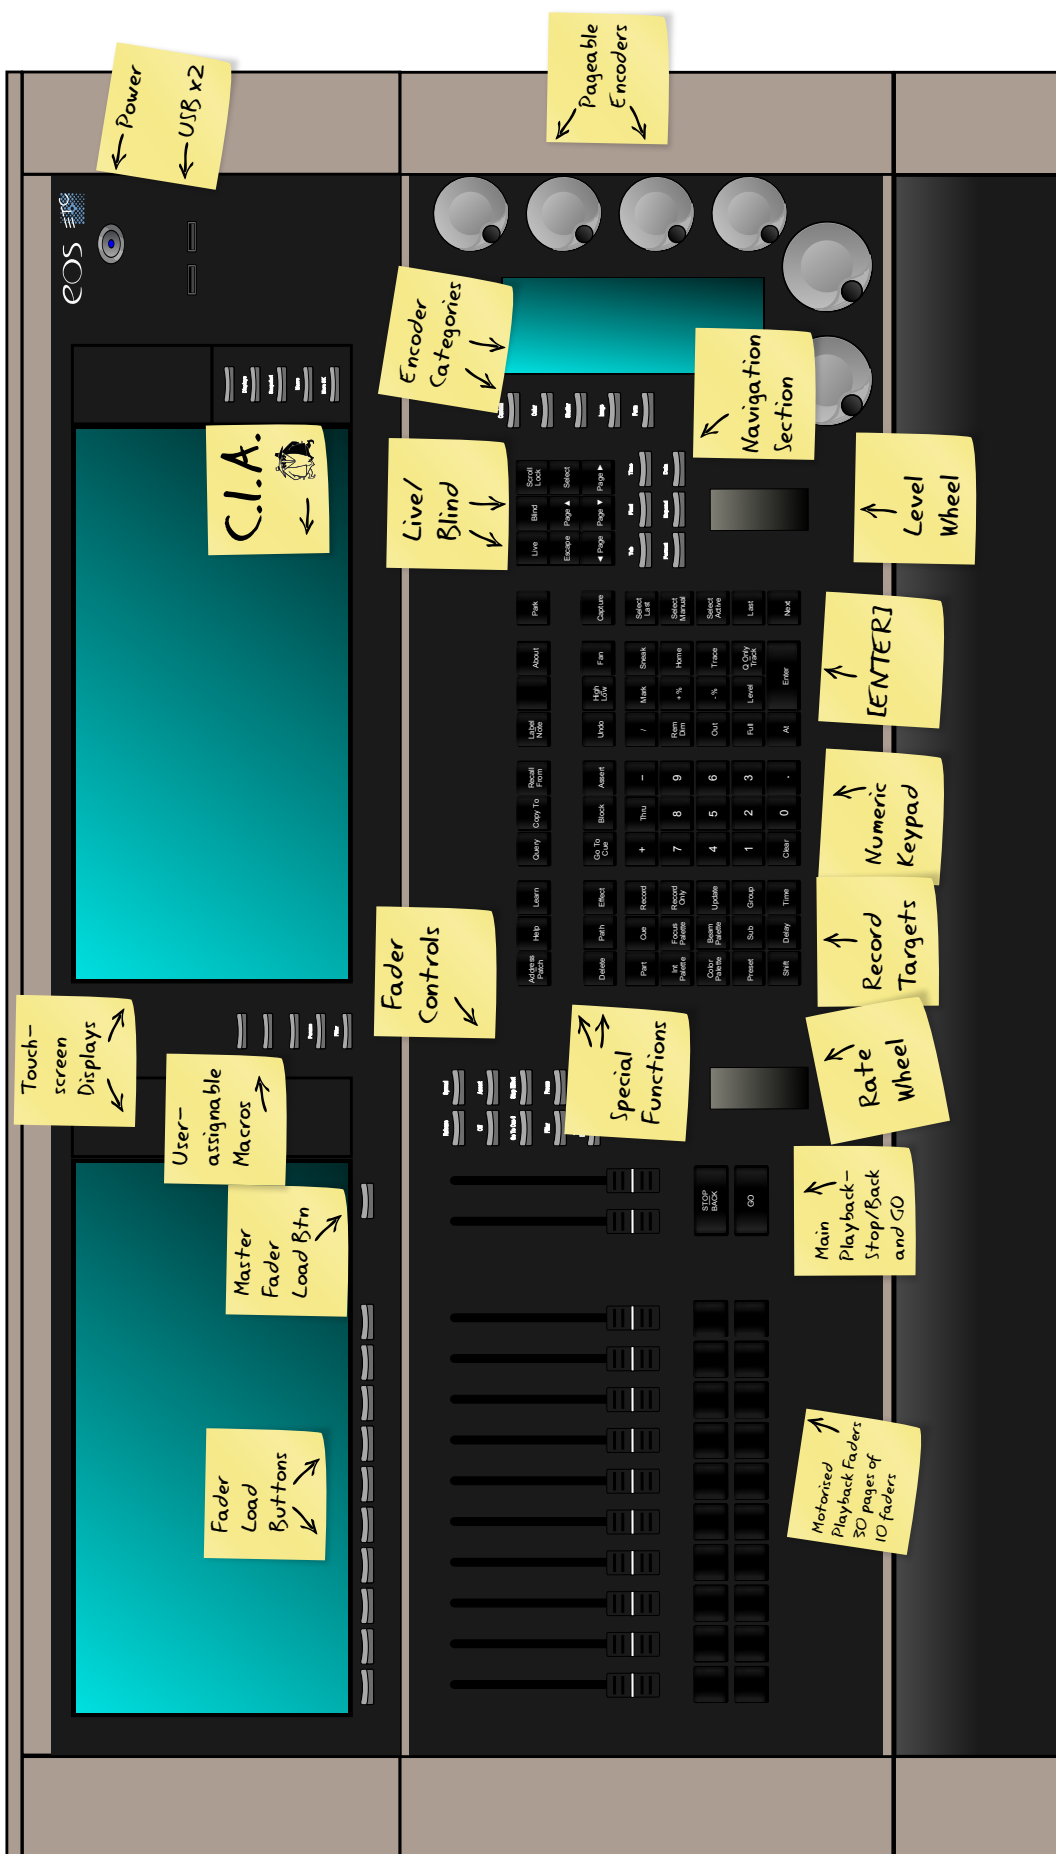 Touch-
screen
Displays
User-
assignable
Macros
Master
Fader
Load Btn
Fader
Load
Buttons
C.I.A.
Power
USB x2
eos ETC
Pageable
Encoders
Encoder
Categories
Live/
Blind
Navigation
Section
Level
Wheel
[ENTER]
Numeric
Keypad
Record
Targets
Rate
Wheel
Main
Playback-
Stop/Back
and GO
Motorised
Playback Faders
30 pages of
10 faders
Fader
Controls
Special
Functions
STOP
BACK
GO
Address
Patch
Help
Learn
Query
Copy To
Recall
From
Label
Note
About
Park
Delete
Path
Effect
Go To
Cue
Block
Assert
Undo
High
Low
Fan
Capture
Part
Cue
Record
+
Thru
−
/
Mark
Sneak
Select
Last
Int
Palette
Focus
Palette
Record
Only
7
8
9
Rem
Dim
+ %
Home
Select
Manual
Color
Palette
Beam
Palette
Update
4
5
6
Out
- %
Trace
Select
Active
Preset
Sub
Group
1
2
3
Full
Level
Q Only
Track
Last
Shift
Delay
Time
Clear
0
.
At
Enter
Next
Live
Blind
Scroll
Lock
Escape
Page ▲
Select
◄ Page
Page ▼
Page ►